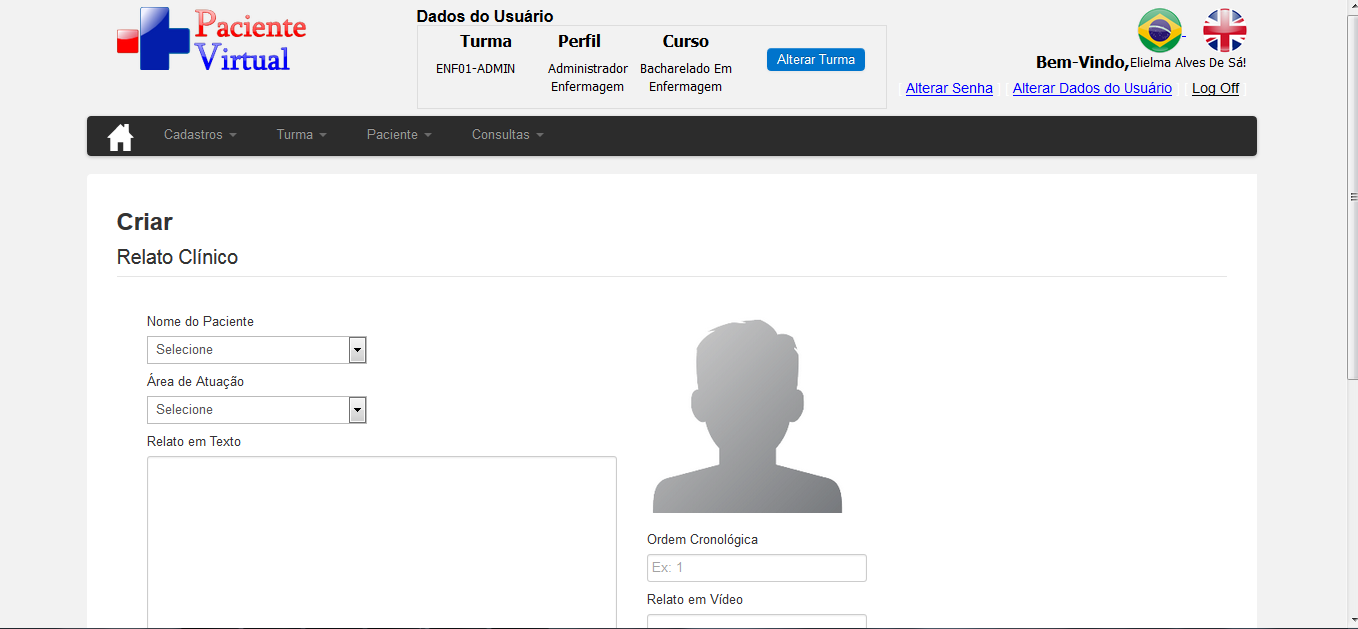 Paciente
Virtual
Dados do Usuário
Turma Perfil Curso
ENF01-ADMIN Administrador Enfermagem Bacharelado Em Enfermagem
Alterar Turma
Bem-Vindo,Elielma Alves De Sá!
[ Alterar Senha ] [ Alterar Dados do Usuário ] [ Log Off ]
Cadastros Turma Paciente Consultas
Criar
Relato Clínico
Nome do Paciente
Selecione
Área de Atuação
Selecione
Relato em Texto
Ordem Cronológica
Ex: 1
Relato em Vídeo